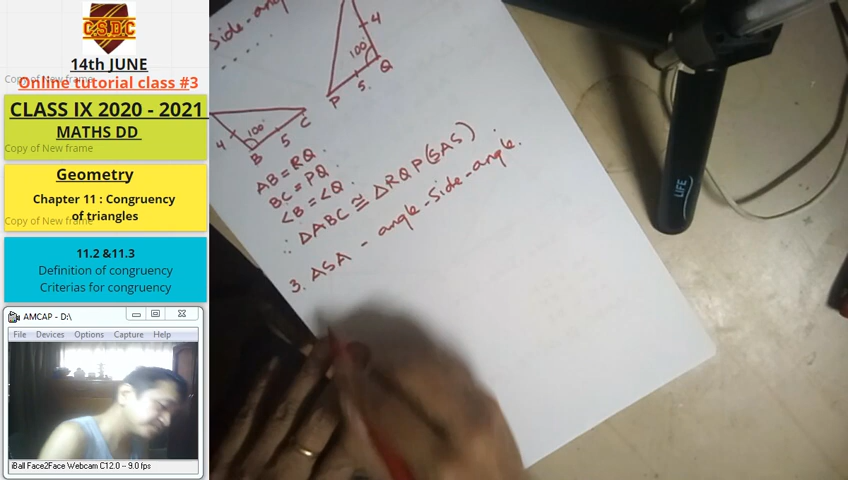 CSDC
14th JUNE
Copy of New frame
Online tutorial class #3
CLASS IX 2020 - 2021
MATHS DD
Copy of New frame
Geometry
Chapter 11 : Congruency
of triangles
Copy of New frame
11.2 &11.3
Definition of congruency
Criterias for congruency
AMCAP - D:\
File Devices Options Capture Help
iBall Face2Face Webcam C12.0 -- 9.0 fps
Side-ang
4
100°
Q
P
5
4
100°
B
5
C
AB = RQ
BC = PQ
∠B = ∠Q
∴ ΔABC ≅ ΔRQP (SAS)
3. ASA - angle-side-angle.
LiFE